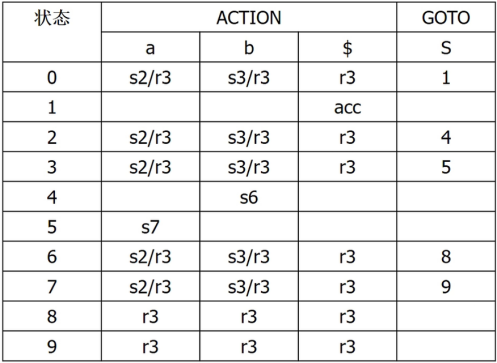 状态 ACTION GOTO
a b $ S
0 s2/r3 s3/r3 r3 1
1 acc
2 s2/r3 s3/r3 r3 4
3 s2/r3 s3/r3 r3 5
4 s6
5 s7
6 s2/r3 s3/r3 r3 8
7 s2/r3 s3/r3 r3 9
8 r3 r3 r3
9 r3 r3 r3